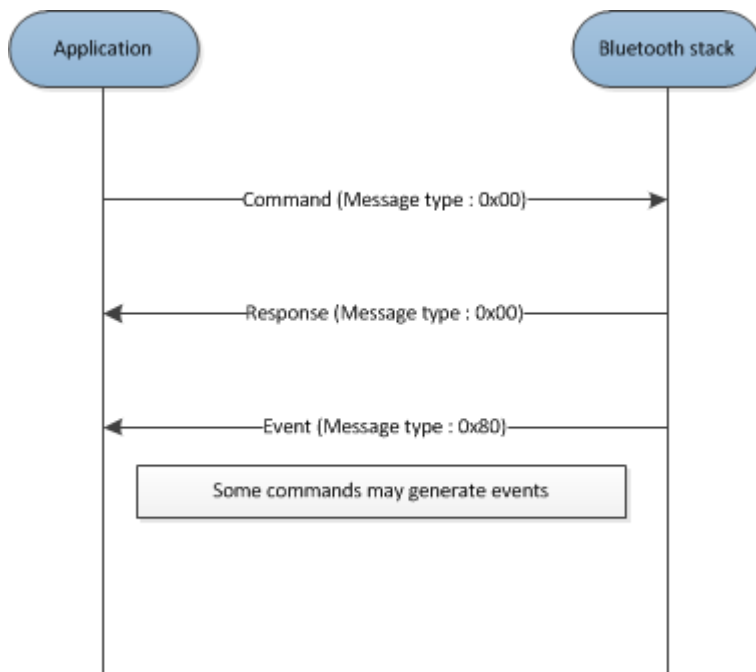 Application
Bluetooth stack
Command (Message type : 0x00)
Response (Message type : 0x00)
Event (Message type : 0x80)
Some commands may generate events